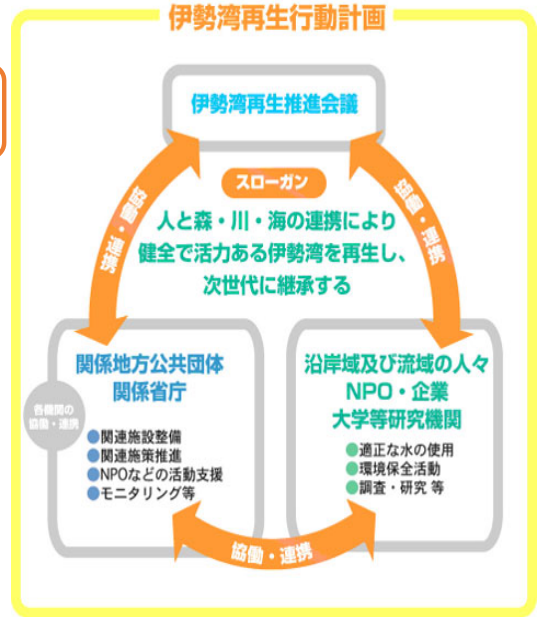 伊勢湾再生行動計画
伊勢湾再生推進会議
スローガン
人と森・川・海の連携により
健全で活力ある伊勢湾を再生し、
次世代に継承する
協働・連携
関係地方公共団体
関係省庁
各機関の
協働・連携
●関連施設整備
●関連施策推進
●NPOなどの活動支援
●モニタリング等
沿岸域及び流域の人々
NPO・企業
大学等研究機関
●適正な水の使用
●環境保全活動
●調査・研究 等
協働・連携